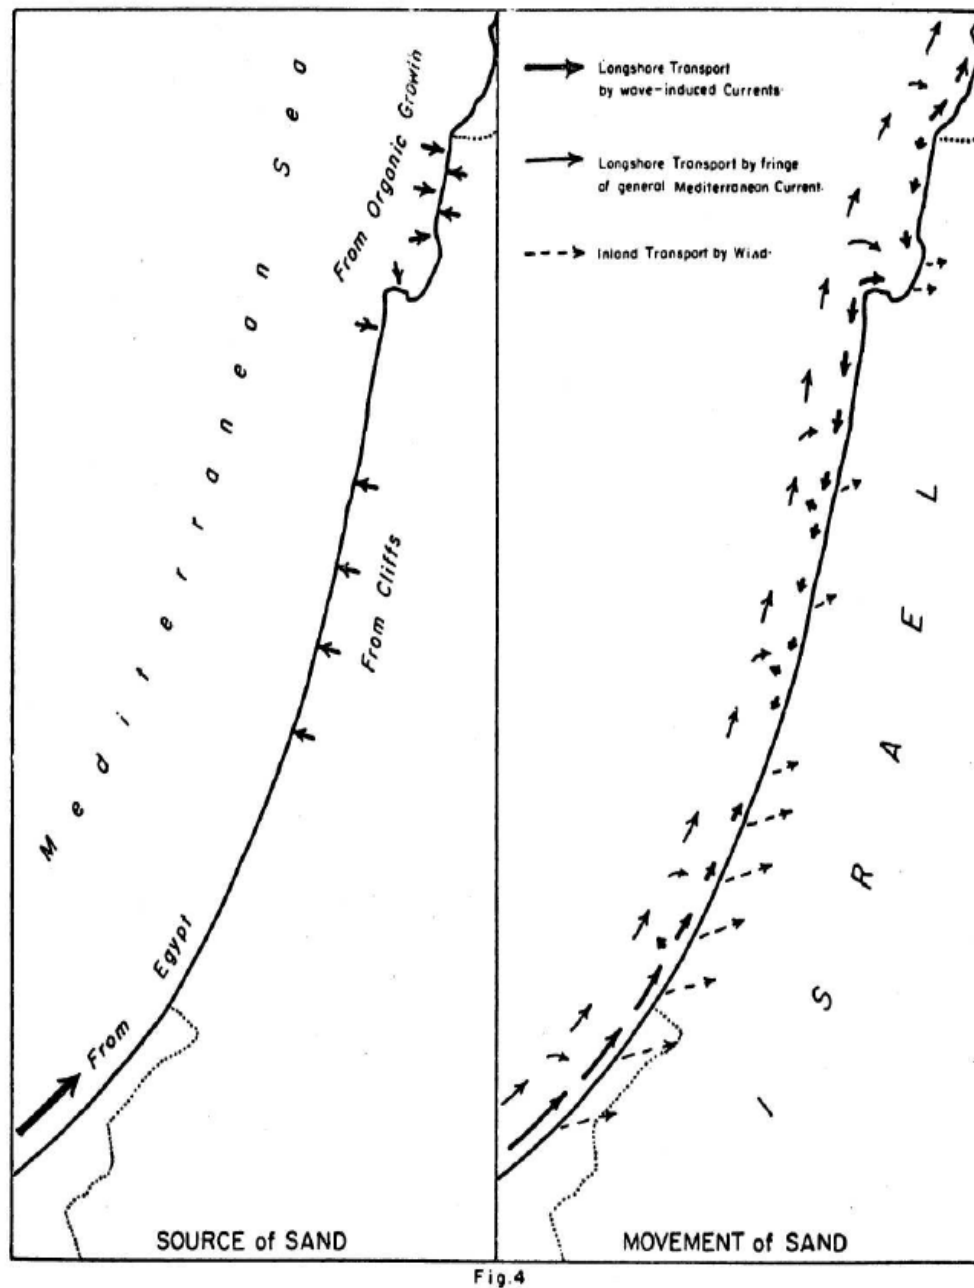 Mediterranean Sea
From Organic Growin
From Cliffs
From Egypt
SOURCE of SAND
Longshore Transport
by wave-induced Currents.
Longshore Transport by fringe
of general Mediterranean Current.
Inland Transport by Wind.
ISRAEL
MOVEMENT of SAND
Fig.4